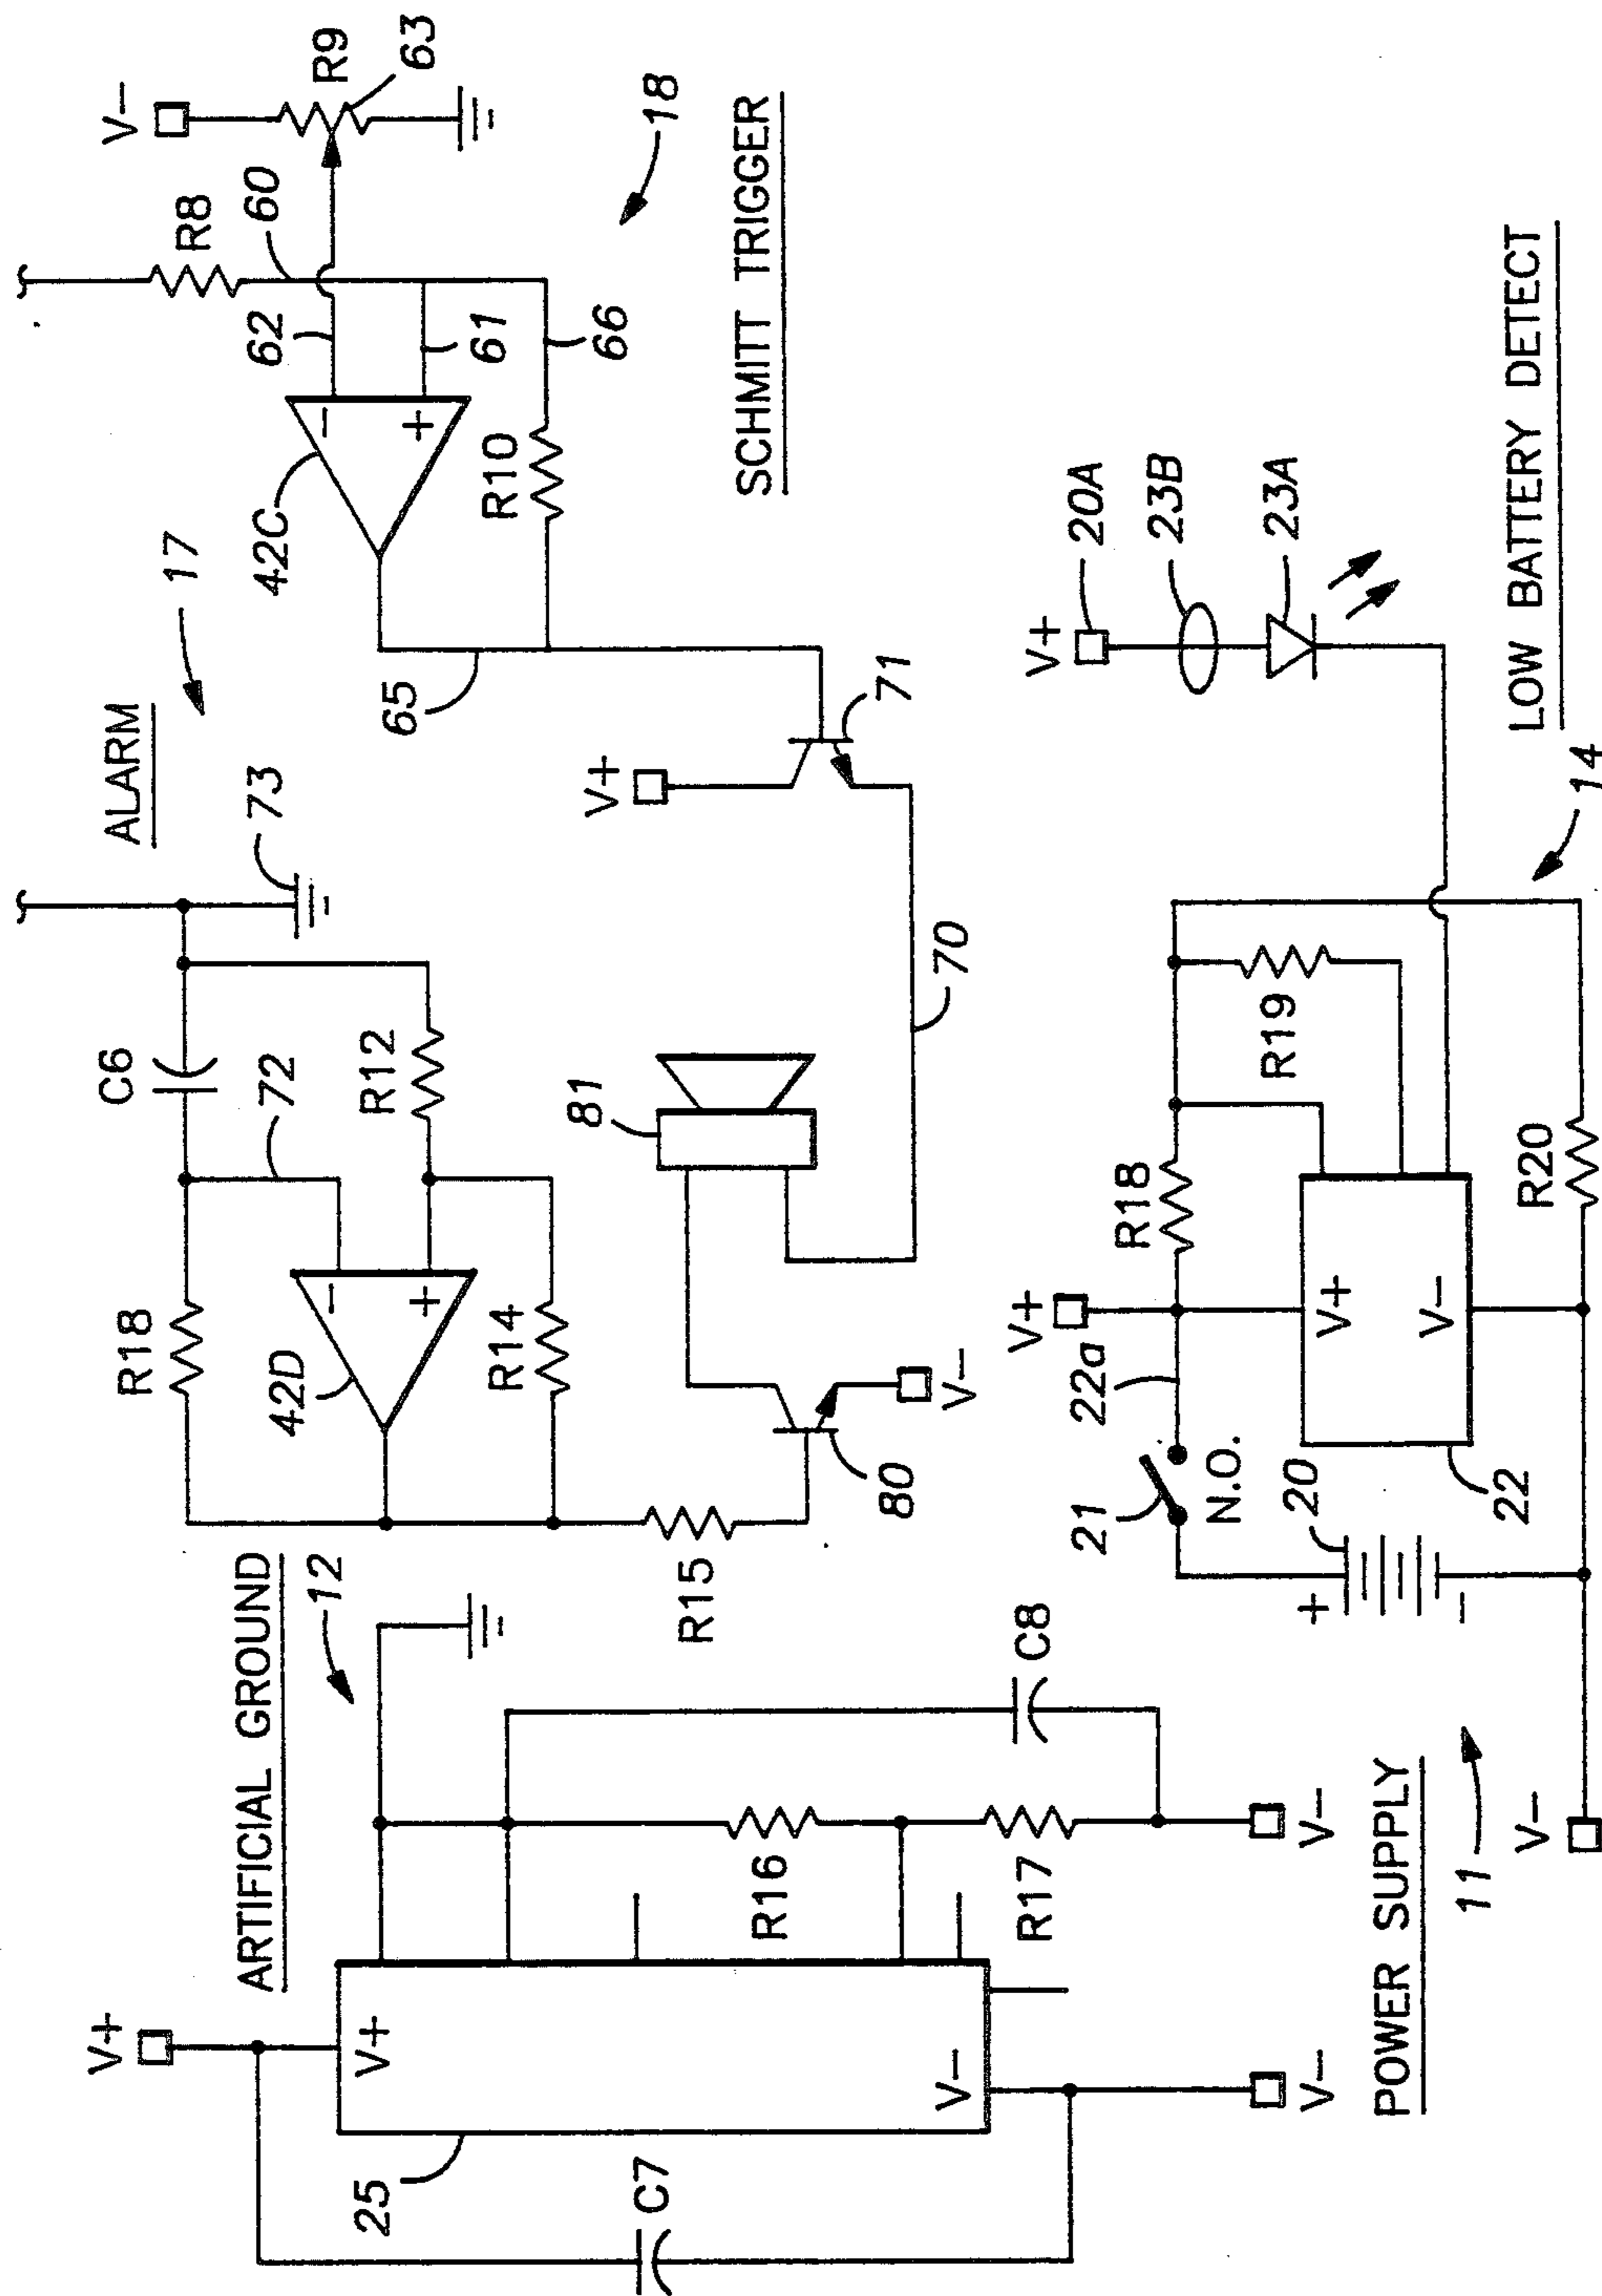 ARTIFICIAL GROUND
12
V+
V+
V-
25
C7
R16
R17
C8
V-
V-
ALARM
17
C6
73
72
R12
R18
42D
-
+
R14
R15
80
V-
81
70
V+
71
65
42C
-
+
R10
62
61
60
66
R8
V-
R9
63
18
SCHMITT TRIGGER
POWER SUPPLY
11
V-
20
+
-
21
N.O.
22a
V+
V+
V-
22
R18
R19
R20
14
V+
20A
23B
23A
LOW BATTERY DETECT